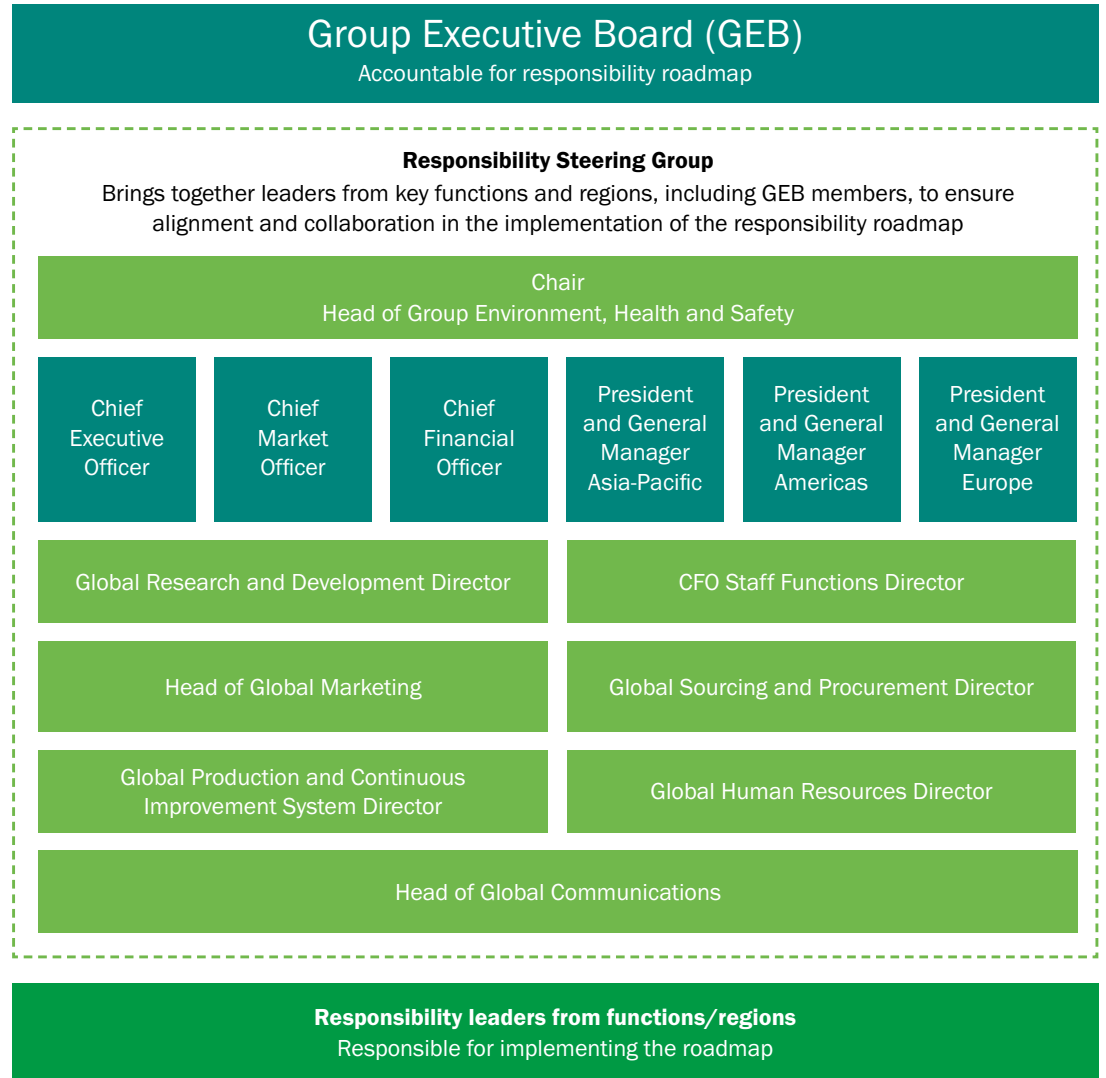 Group Executive Board (GEB)
Accountable for responsibility roadmap
Responsibility Steering Group
Brings together leaders from key functions and regions, including GEB members, to ensure
alignment and collaboration in the implementation of the responsibility roadmap
Chair
Head of Group Environment, Health and Safety
Chief
Executive
Officer
Chief
Market
Officer
Chief
Financial
Officer
President
and General
Manager
Asia-Pacific
President
and General
Manager
Americas
President
and General
Manager
Europe
Global Research and Development Director
CFO Staff Functions Director
Head of Global Marketing
Global Sourcing and Procurement Director
Global Production and Continuous
Improvement System Director
Global Human Resources Director
Head of Global Communications
Responsibility leaders from functions/regions
Responsible for implementing the roadmap